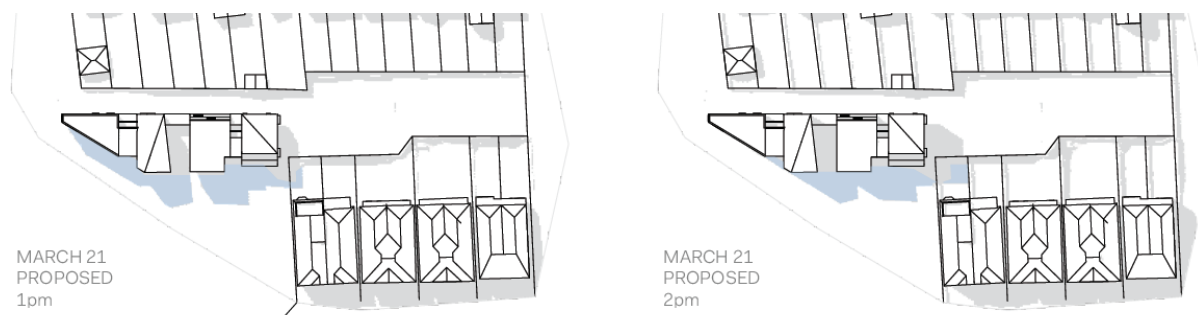 MARCH 21
PROPOSED
1pm
MARCH 21
PROPOSED
2pm